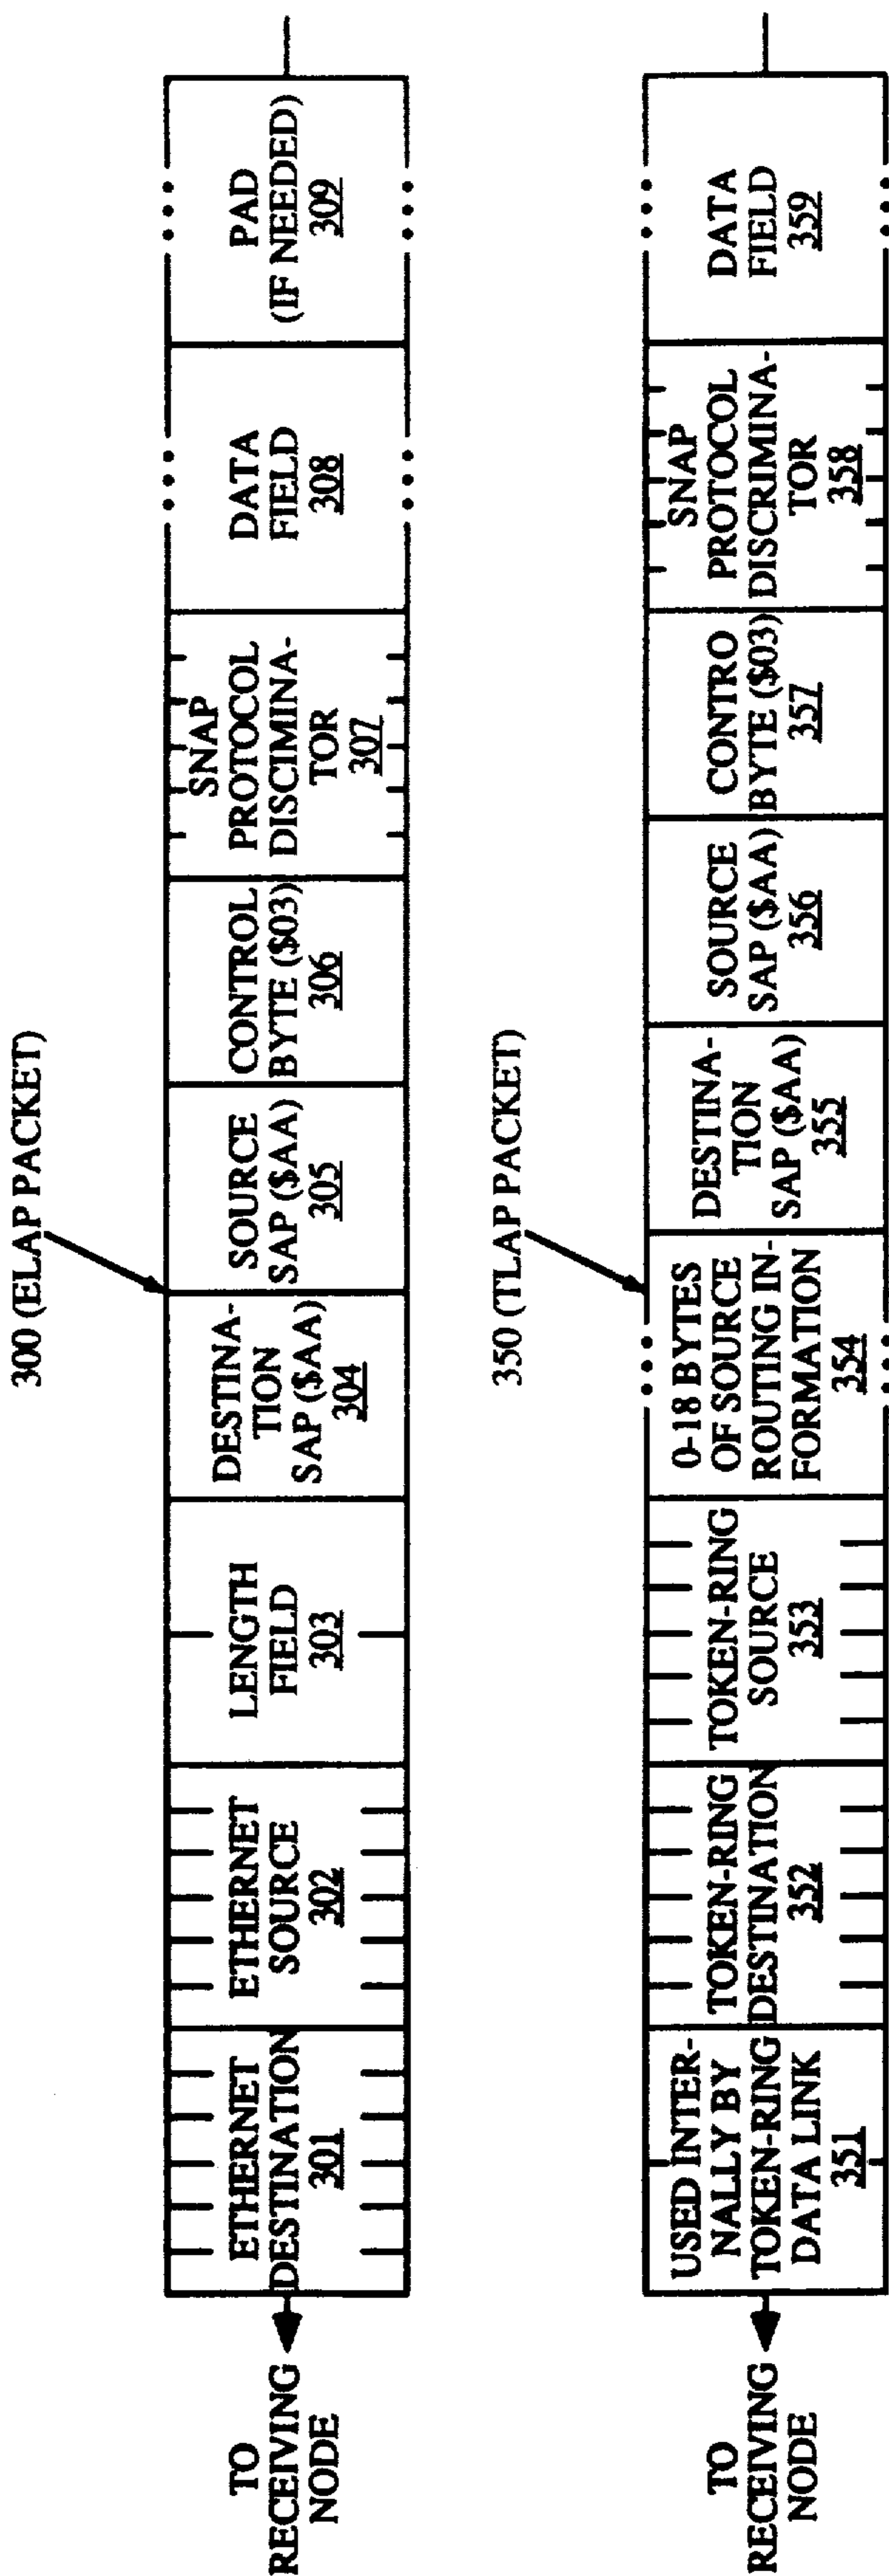 300 (ELAP PACKET)
TO
RECEIVING
NODE
ETHERNET
DESTINATION
301
ETHERNET
SOURCE
302
LENGTH
FIELD
303
DESTINA-
TION
SAP ($AA)
304
SOURCE
SAP ($AA)
305
CONTROL
BYTE ($03)
306
SNAP
PROTOCOL
DISCIMINA-
TOR
307
DATA
FIELD
308
PAD
(IF NEEDED)
309
350 (TLAP PACKET)
TO
RECEIVING
NODE
USED INTER-
NALLY BY
TOKEN-RING
DATA LINK
351
TOKEN-RING
DESTINATION
352
TOKEN-RING
SOURCE
353
0-18 BYTES
OF SOURCE
ROUTING IN-
FORMATION
354
DESTINA-
TION
SAP ($AA)
355
SOURCE
SAP ($AA)
356
CONTRO
BYTE ($03)
357
SNAP
PROTOCOL
DISCRIMINA-
TOR
358
DATA
FIELD
359